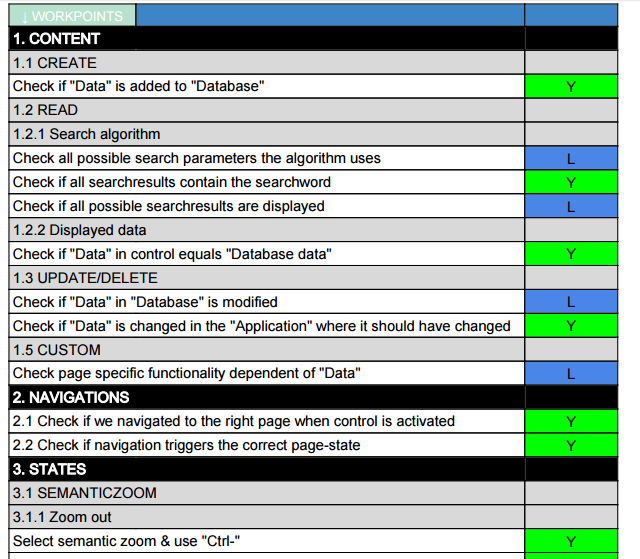 ↓ WORKPOINTS
1. CONTENT
1.1 CREATE
Check if "Data" is added to "Database" Y
1.2 READ
1.2.1 Search algorithm
Check all possible search parameters the algorithm uses L
Check if all searchresults contain the searchword Y
Check if all possible searchresults are displayed L
1.2.2 Displayed data
Check if "Data" in control equals "Database data" Y
1.3 UPDATE/DELETE
Check if "Data" in "Database" is modified L
Check if "Data" is changed in the "Application" where it should have changed Y
1.5 CUSTOM
Check page specific functionality dependent of "Data" L
2. NAVIGATIONS
2.1 Check if we navigated to the right page when control is activated Y
2.2 Check if navigation triggers the correct page-state Y
3. STATES
3.1 SEMANTICZOOM
3.1.1 Zoom out
Select semantic zoom & use "Ctrl-" Y